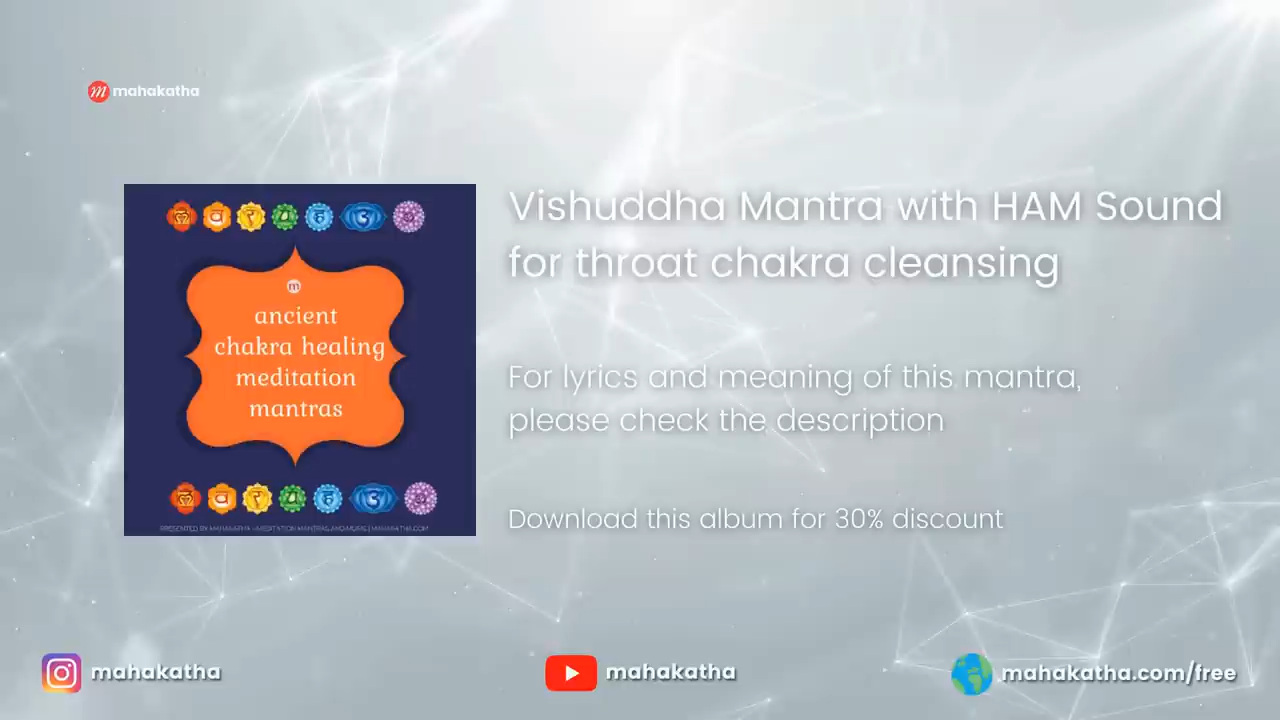 mahakatha
ancient
chakra healing
meditation
mantras
Vishuddha Mantra with HAM Sound
for throat chakra cleansing
For lyrics and meaning of this mantra,
please check the description
Download this album for 30% discount
mahakatha
mahakatha
mahakatha.com/free